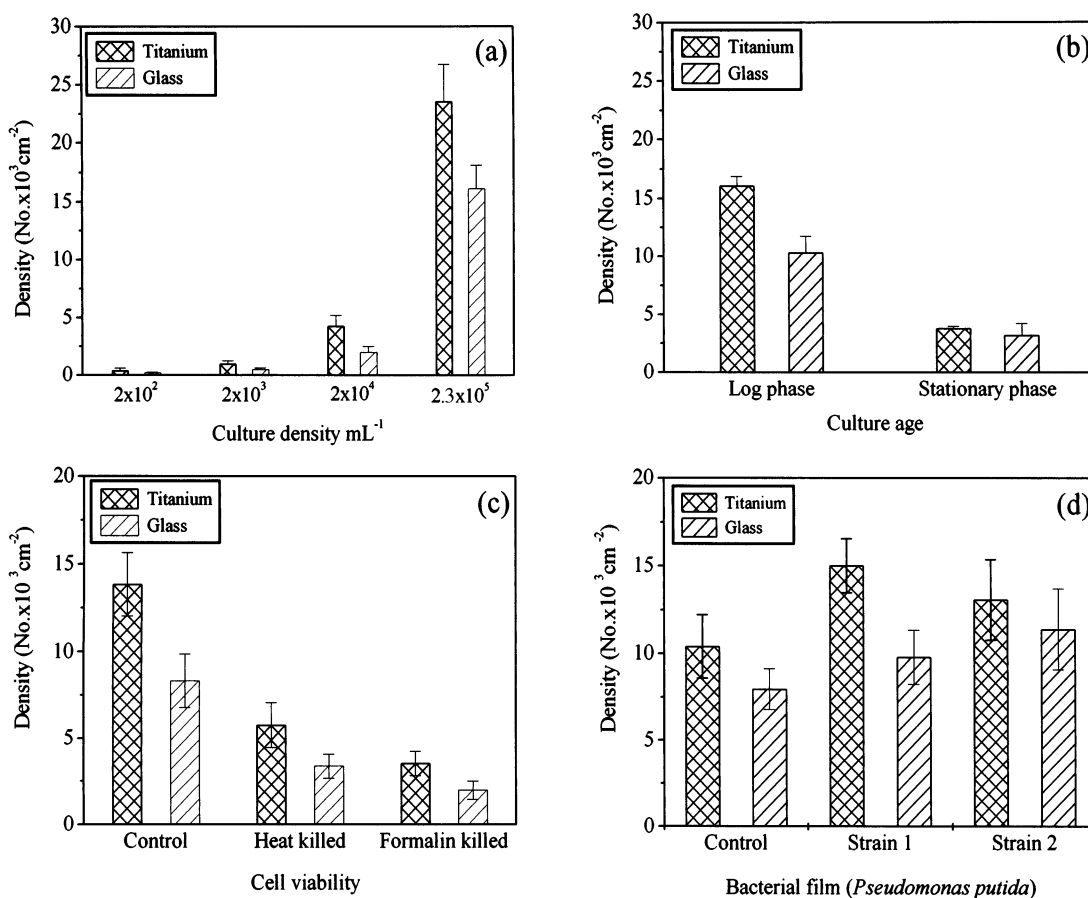 30
25
20
15
10
5
0
Density (No.x10³cm⁻²)
Titanium
Glass
(a)
2x10² 2x10³ 2x10⁴ 2.3x10⁵
Culture density mL⁻¹
30
25
20
15
10
5
0
Density (No.x10³cm⁻²)
Titanium
Glass
(b)
Log phase Stationary phase
Culture age
20
15
10
5
0
Density (No.x10³cm⁻²)
Titanium
Glass
(c)
Control Heat killed Formalin killed
Cell viability
20
15
10
5
0
Density (No.x10³cm⁻²)
Titanium
Glass
(d)
Control Strain 1 Strain 2
Bacterial film (Pseudomonas putida)